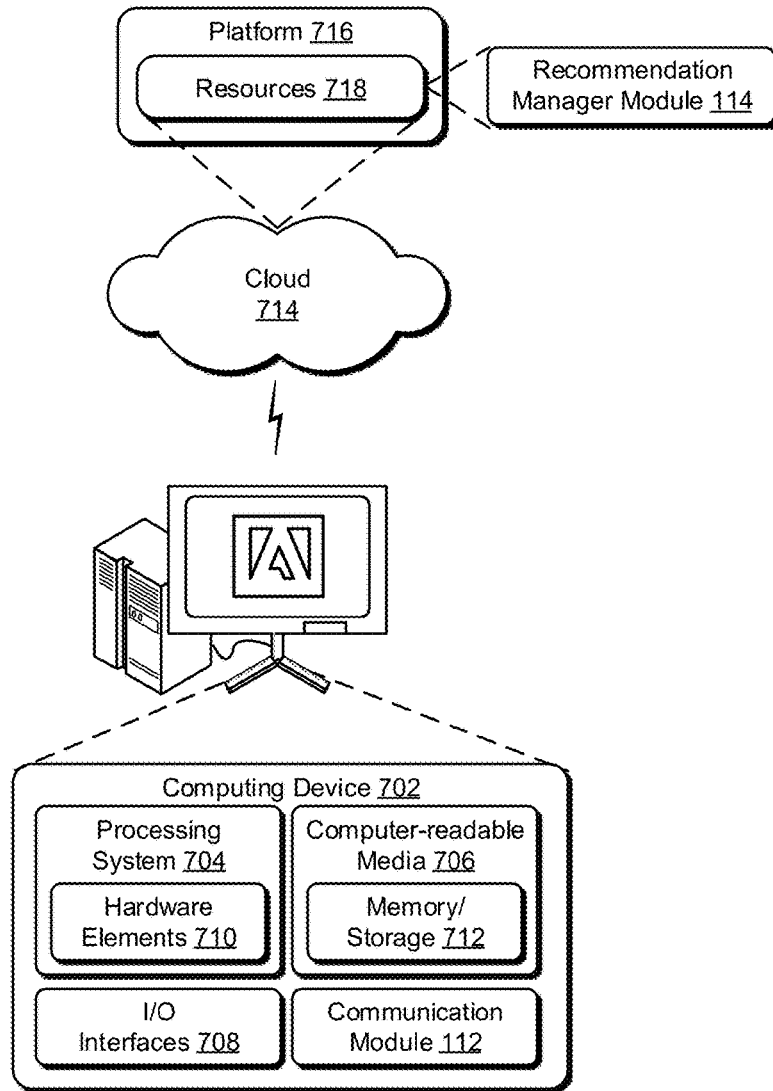 Platform 716
Resources 718
Recommendation
Manager Module 114
Cloud
714
Computing Device 702
Processing
System 704
Hardware
Elements 710
Computer-readable
Media 706
Memory/
Storage 712
I/O
Interfaces 708
Communication
Module 112